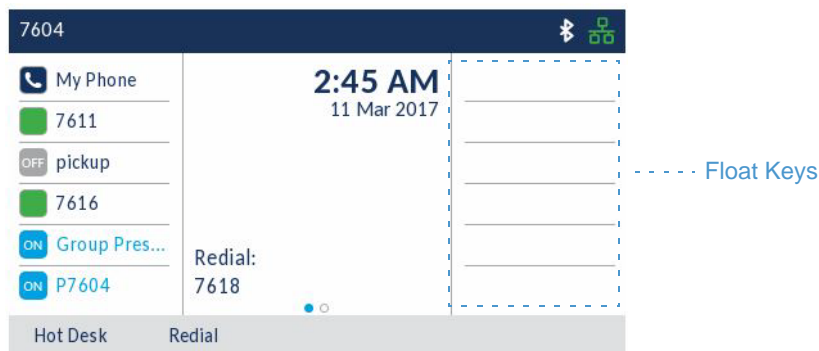 7604
My Phone
7611
OFF pickup
7616
ON Group Pres...
ON P7604
2:45 AM
11 Mar 2017
Redial:
7618
Float Keys
Hot Desk Redial